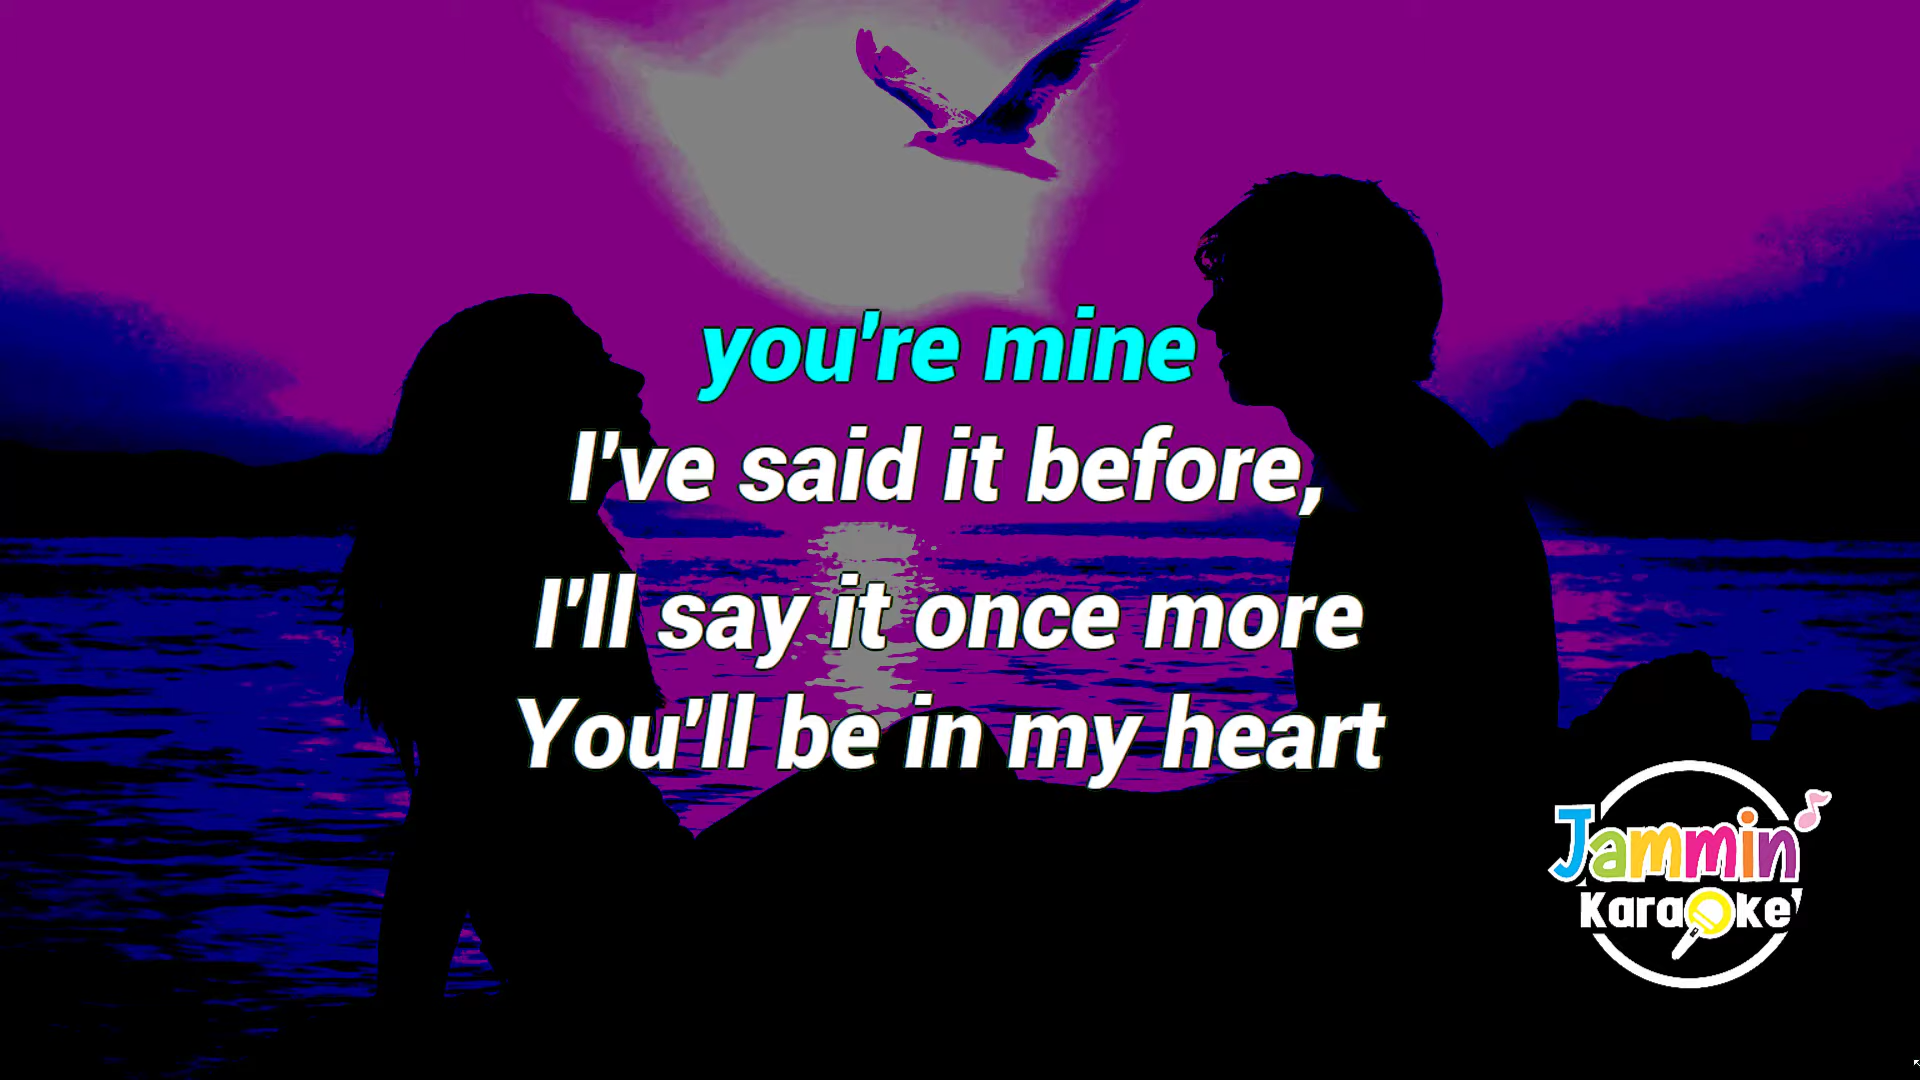 you're mine
I've said it before,
I'll say it once more
You'll be in my heart
Jammin'
Karaoke